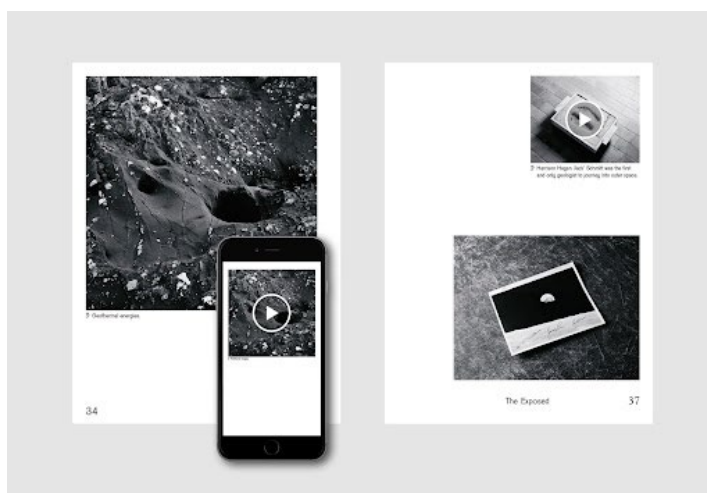 Geothermal energies
34
Harrison Hagan Jack' Schmitt was the first
and only geologist to journey into outer space.
The Exposed
37